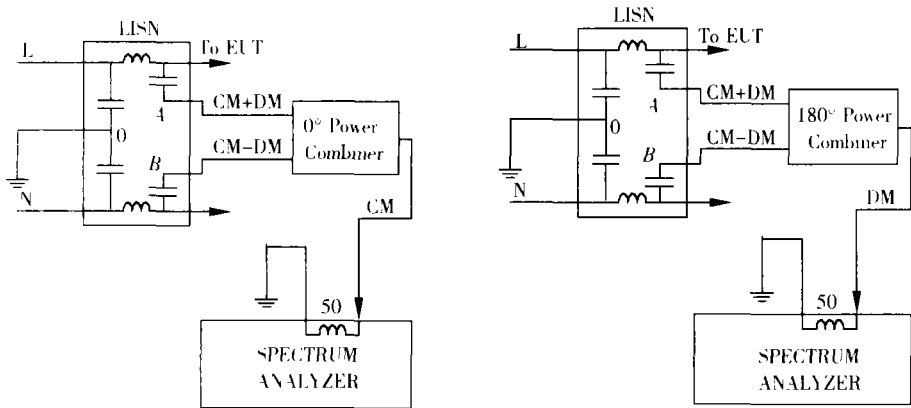 LISN
L
To EUT
A
CM+DM
0
0° Power
Combiner
B
CM-DM
N
CM
50
SPECTRUM
ANALYZER
LISN
L
To EUT
A
CM+DM
0
180° Power
Combiner
B
CM-DM
N
DM
50
SPECTRUM
ANALYZER